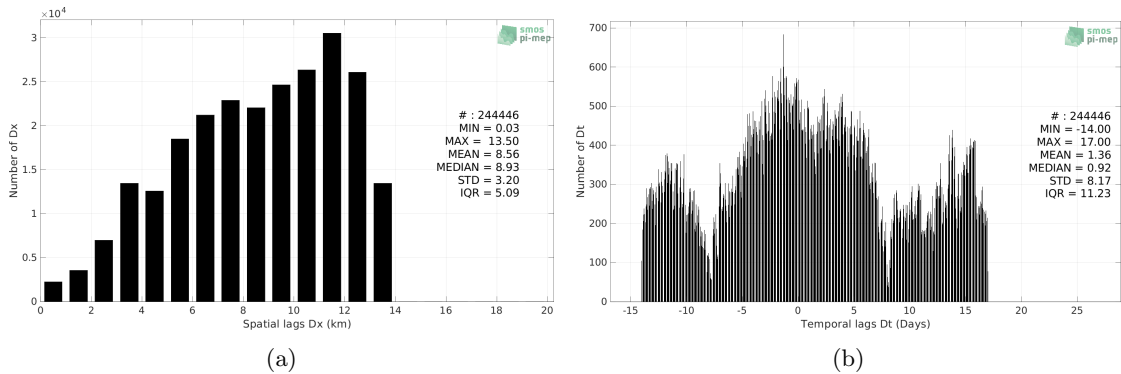 ×10⁴
3
2.5
2
1.5
1
0.5
0
0 2 4 6 8 10 12 14 16 18 20
Number of Dx
Spatial lags Dx (km)
smos
pi-mep
# : 244446
MIN = 0.03
MAX = 13.50
MEAN = 8.56
MEDIAN = 8.93
STD = 3.20
IQR = 5.09
(a)
700
600
500
400
300
200
100
0
-15 -10 -5 0 5 10 15 20 25
Number of Dt
Temporal lags Dt (Days)
smos
pi-mep
# : 244446
MIN = -14.00
MAX = 17.00
MEAN = 1.36
MEDIAN = 0.92
STD = 8.17
IQR = 11.23
(b)